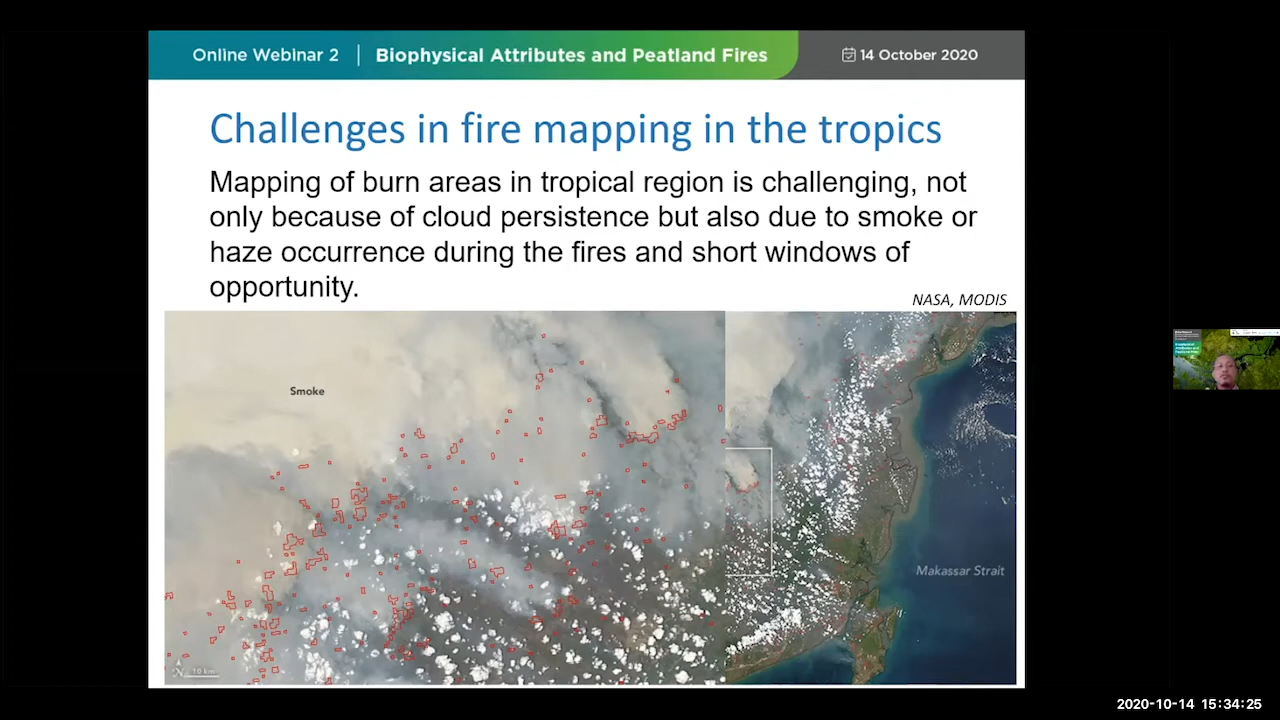 Online Webinar 2 | Biophysical Attributes and Peatland Fires
14 October 2020
Challenges in fire mapping in the tropics
Mapping of burn areas in tropical region is challenging, not
only because of cloud persistence but also due to smoke or
haze occurrence during the fires and short windows of
opportunity.
NASA, MODIS
Smoke
Makassar Strait
N
10 km
2020-10-14 15:34:25